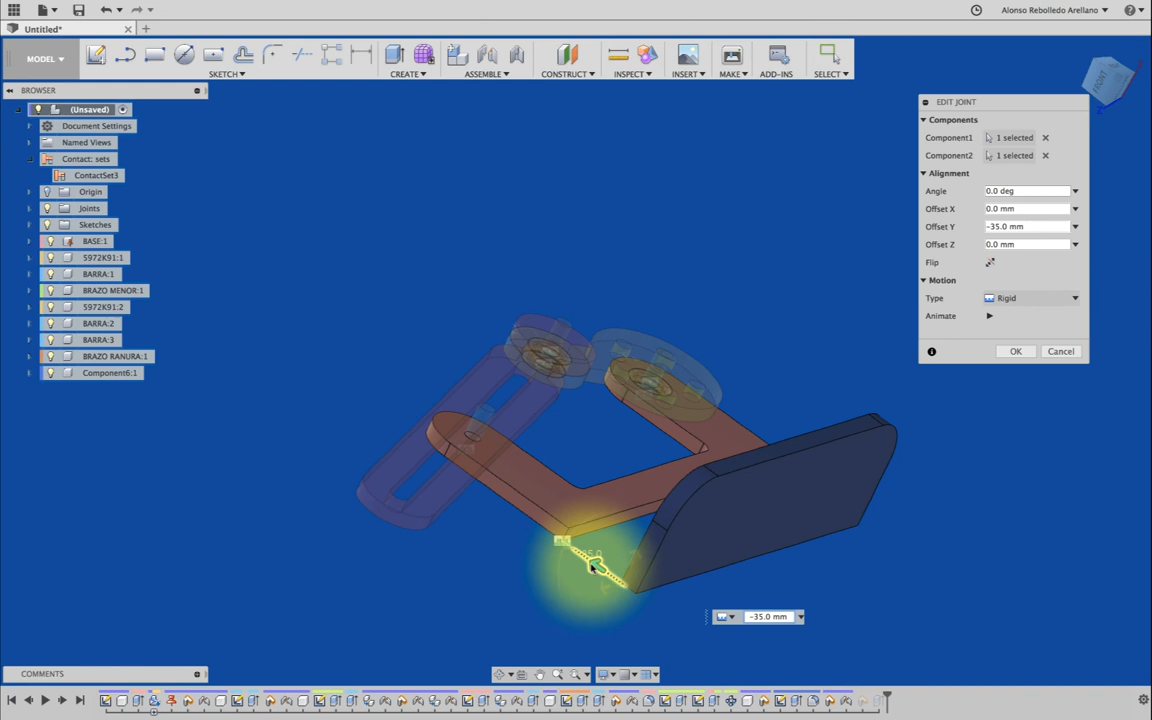 Alonso Rebolledo Arellano
Untitled*
MODEL
SKETCH
CREATE
ASSEMBLE
CONSTRUCT
INSPECT
INSERT
MAKE
ADD-INS
SELECT
BROWSER
(Unsaved)
Document Settings
Named Views
Contact: sets
ContactSet3
Origin
Joints
Sketches
BASE:1
5972K91:1
BARRA:1
BRAZO MENOR:1
5972K91:2
BARRA:2
BARRA:3
BRAZO RANURA:1
Component6:1
FRONT
Z
EDIT JOINT
Components
Component1 1 selected
Component2 1 selected
Alignment
Angle 0.0 deg
Offset X 0.0 mm
Offset Y -35.0 mm
Offset Z 0.0 mm
Flip
Motion
Type Rigid
Animate
OK Cancel
-35.0 mm
COMMENTS